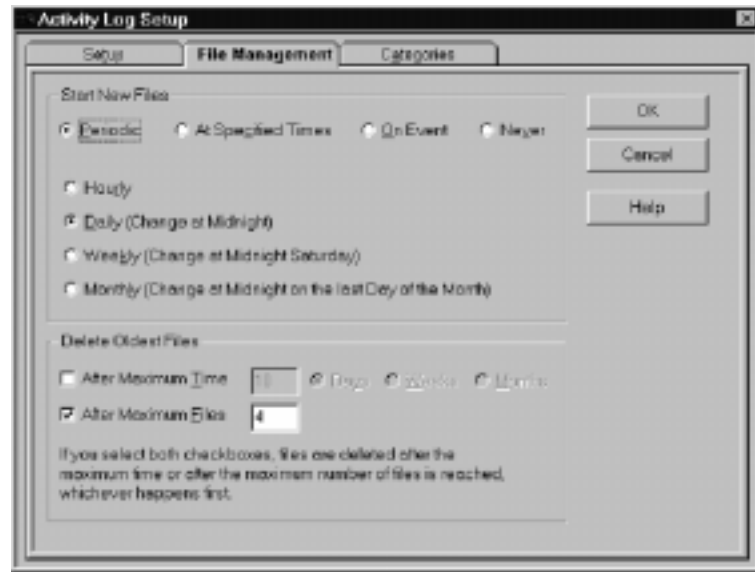 Activity Log Setup
Setup File Management Categories
Start New Files
Periodic At Specified Times On Event Never
OK
Cancel
Help
Hourly
Daily (Change at Midnight)
Weekly (Change at Midnight Saturday)
Monthly (Change at Midnight on the last Day of the Month)
Delete Oldest Files
After Maximum Time 10 Days Weeks Months
After Maximum Files 4
If you select both checkboxes, files are deleted after the
maximum time or after the maximum number of files is reached,
whichever happens first.